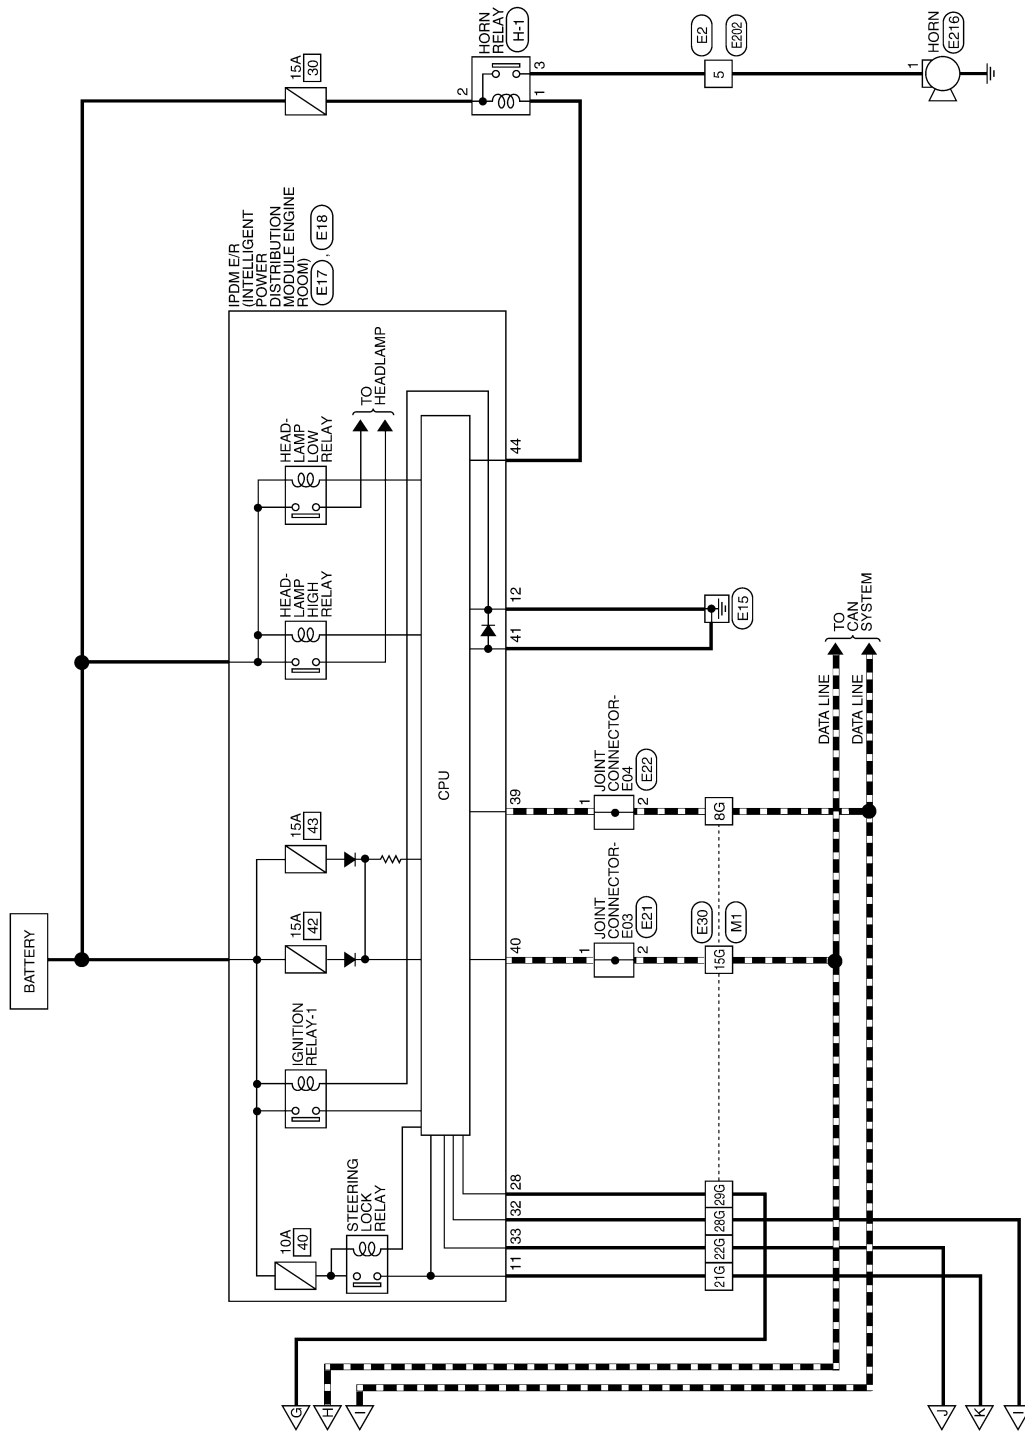 BATTERY
10A
40
STEERING
LOCK
RELAY
IGNITION
RELAY-1
15A
42
15A
43
HEAD-
LAMP
HIGH
RELAY
HEAD-
LAMP
LOW
RELAY
TO
HEADLAMP
IPDM E/R
(INTELLIGENT
POWER
DISTRIBUTION
MODULE ENGINE
ROOM)
E17 , E18
15A
30
HORN
RELAY
H-1
2
1
3
CPU
11
33
32
28
40
39
41
12
44
JOINT
CONNECTOR-
E03
E21
1
2
JOINT
CONNECTOR-
E04
E22
1
2
E30
M1
21G
22G
28G
29G
15G
8G
E15
E2
E202
5
1
HORN
E216
DATA LINE
DATA LINE
TO
CAN
SYSTEM
G
H
I
J
K